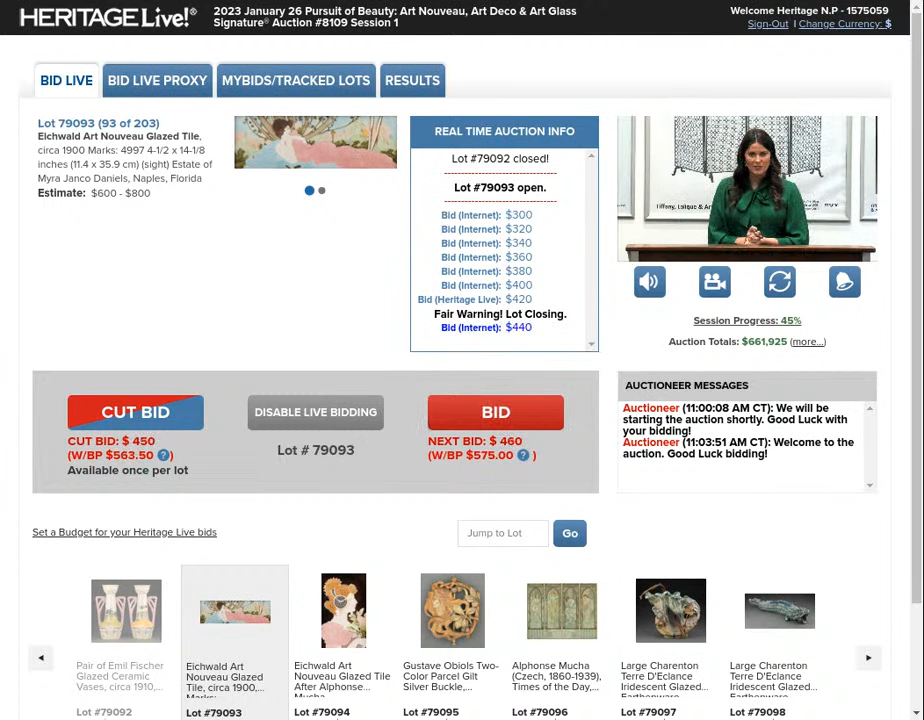 HERITAGE Live!®
2023 January 26 Pursuit of Beauty: Art Nouveau, Art Deco & Art Glass
Signature® Auction #8109 Session 1
Welcome Heritage N.P - 1575059
Sign-Out | Change Currency: $
BID LIVE
BID LIVE PROXY
MYBIDS/TRACKED LOTS
RESULTS
Lot 79093 (93 of 203)
Eichwald Art Nouveau Glazed Tile,
circa 1900 Marks: 4997 4-1/2 x 14-1/8
inches (11.4 x 35.9 cm) (sight) Estate of
Myra Janco Daniels, Naples, Florida
Estimate: $600 - $800
REAL TIME AUCTION INFO
Lot #79092 closed!
Lot #79093 open.
Bid (Internet): $300
Bid (Internet): $320
Bid (Internet): $340
Bid (Internet): $360
Bid (Internet): $380
Bid (Internet): $400
Bid (Heritage Live): $420
Fair Warning! Lot Closing.
Bid (Internet): $440
Tiffany, Lalique & Art
Session Progress: 45%
Auction Totals: $661,925 (more...)
CUT BID
CUT BID: $ 450
(W/BP $563.50 ?)
Available once per lot
DISABLE LIVE BIDDING
Lot # 79093
BID
NEXT BID: $ 460
(W/BP $575.00 ? )
AUCTIONEER MESSAGES
Auctioneer (11:00:08 AM CT): We will be
starting the auction shortly. Good Luck with
your bidding!
Auctioneer (11:03:51 AM CT): Welcome to the
auction. Good Luck bidding!
Set a Budget for your Heritage Live bids
Jump to Lot
Go
Pair of Emil Fischer
Glazed Ceramic
Vases, circa 1910,...
Lot #79092
Eichwald Art
Nouveau Glazed
Tile, circa 1900,...
Marks:
Lot #79093
Eichwald Art
Nouveau Glazed Tile
After Alphonse...
Mucha
Lot #79094
Gustave Obiols Two-
Color Parcel Gilt
Silver Buckle,...
Lot #79095
Alphonse Mucha
(Czech, 1860-1939),
Times of the Day,...
Lot #79096
Large Charenton
Terre D'Eclance
Iridescent Glazed...
Earthenware
Lot #79097
Large Charenton
Terre D'Eclance
Iridescent Glazed...
Earthenware
Lot #79098